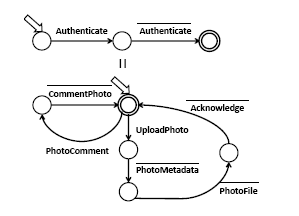 Authenticate
Authenticate
=
CommentPhoto
Acknowledge
UploadPhoto
PhotoComment
PhotoMetadata
PhotoFile